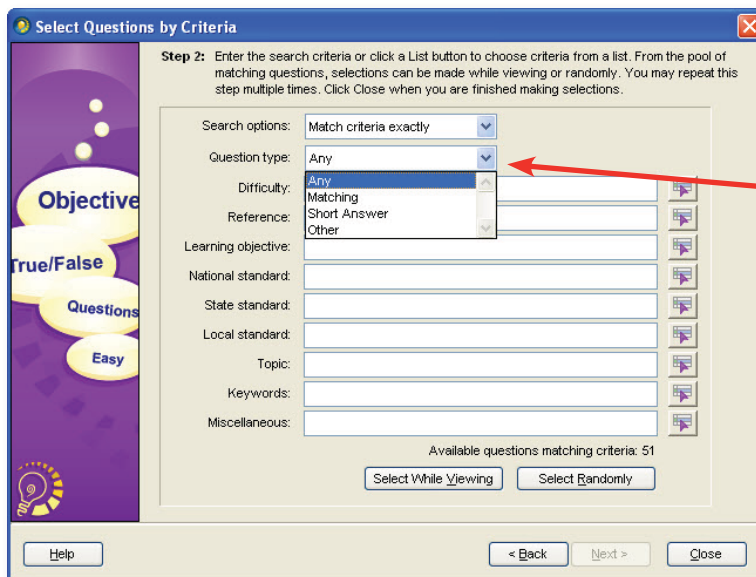 Select Questions by Criteria
Step 2: Enter the search criteria or click a List button to choose criteria from a list. From the pool of
matching questions, selections can be made while viewing or randomly. You may repeat this
step multiple times. Click Close when you are finished making selections.
Search options: Match criteria exactly
Question type: Any
Any
Matching
Short Answer
Other
Difficulty:
Reference:
Learning objective:
National standard:
State standard:
Local standard:
Topic:
Keywords:
Miscellaneous:
Available questions matching criteria: 51
Select While Viewing Select Randomly
Objective
True/False
Questions
Easy
Help < Back Next > Close